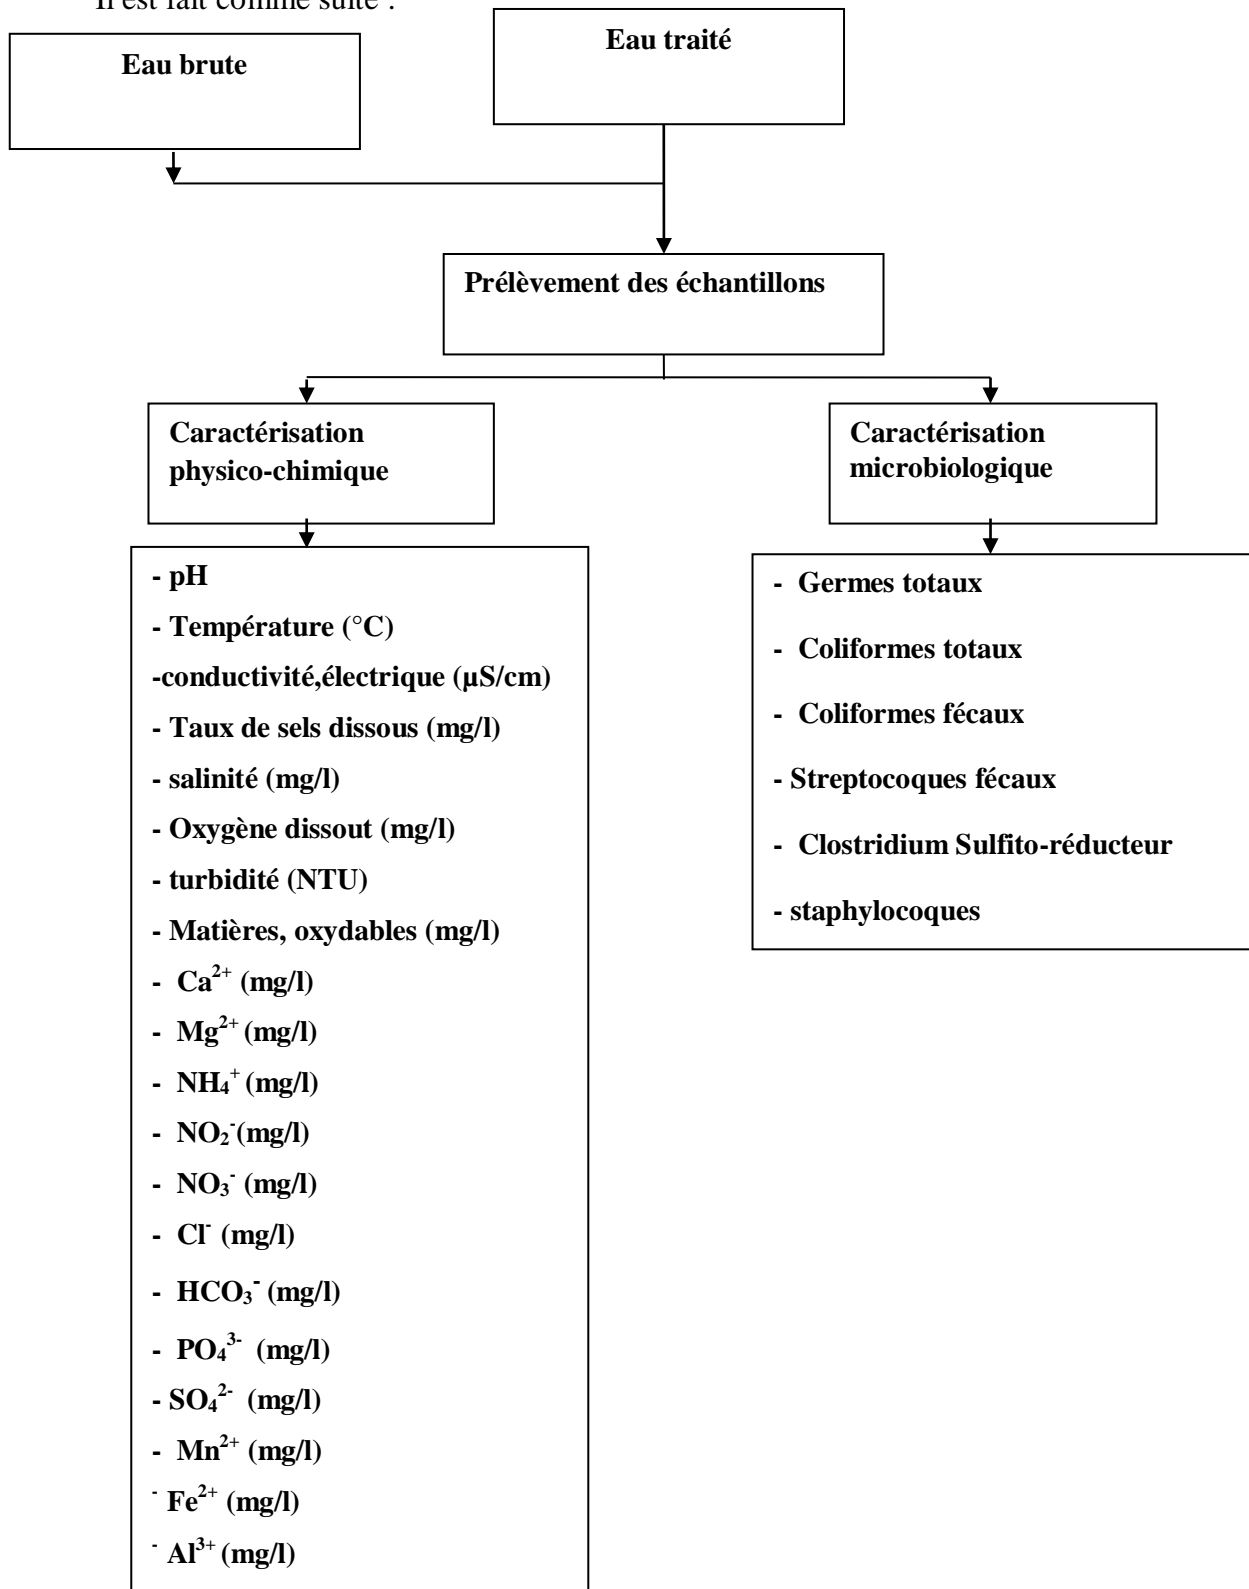 Il est fait comme suite :
Eau brute
Eau traité
Prélèvement des échantillons
Caractérisation
physico-chimique
Caractérisation
microbiologique
- pH
- Température (°C)
-conductivité,électrique (µS/cm)
- Taux de sels dissous (mg/l)
- salinité (mg/l)
- Oxygène dissout (mg/l)
- turbidité (NTU)
- Matières, oxydables (mg/l)
- Ca²⁺ (mg/l)
- Mg²⁺ (mg/l)
- NH₄⁺ (mg/l)
- NO₂⁻(mg/l)
- NO₃⁻ (mg/l)
- Cl⁻ (mg/l)
- HCO₃⁻ (mg/l)
- PO₄³⁻ (mg/l)
- SO₄²⁻ (mg/l)
- Mn²⁺ (mg/l)
- Fe²⁺ (mg/l)
- Al³⁺ (mg/l)
- Germes totaux
- Coliformes totaux
- Coliformes fécaux
- Streptocoques fécaux
- Clostridium Sulfito-réducteur
- staphylocoques